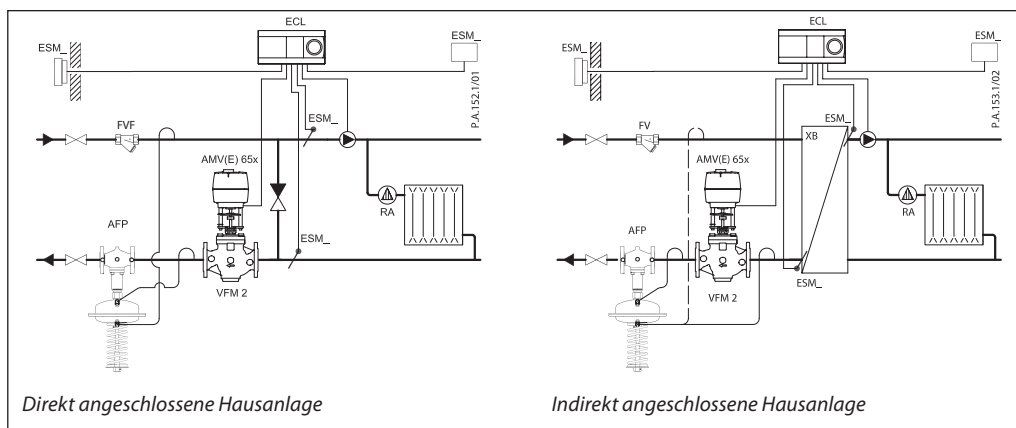 ECL
ESM_
ESM_
P.A.152.1/01
FVF
ESM_
AMV(E) 65x
RA
AFP
ESM_
VFM 2
Direkt angeschlossene Hausanlage
ECL
ESM_
ESM_
P.A.153.1/02
FV
ESM_
XB
AMV(E) 65x
RA
AFP
ESM_
VFM 2
Indirekt angeschlossene Hausanlage